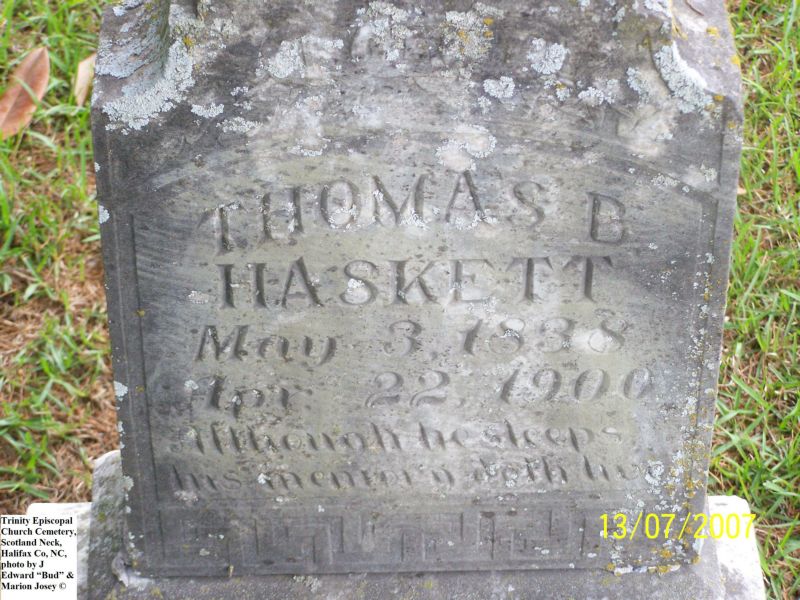 THOMAS B
HASKETT
May 3, 1838
Apr 22, 1900
Although he sleeps
his memory doth live
13/07/2007
Trinity Episcopal
Church Cemetery,
Scotland Neck,
Halifax Co, NC,
photo by J
Edward "Bud" &
Marion Josey ©